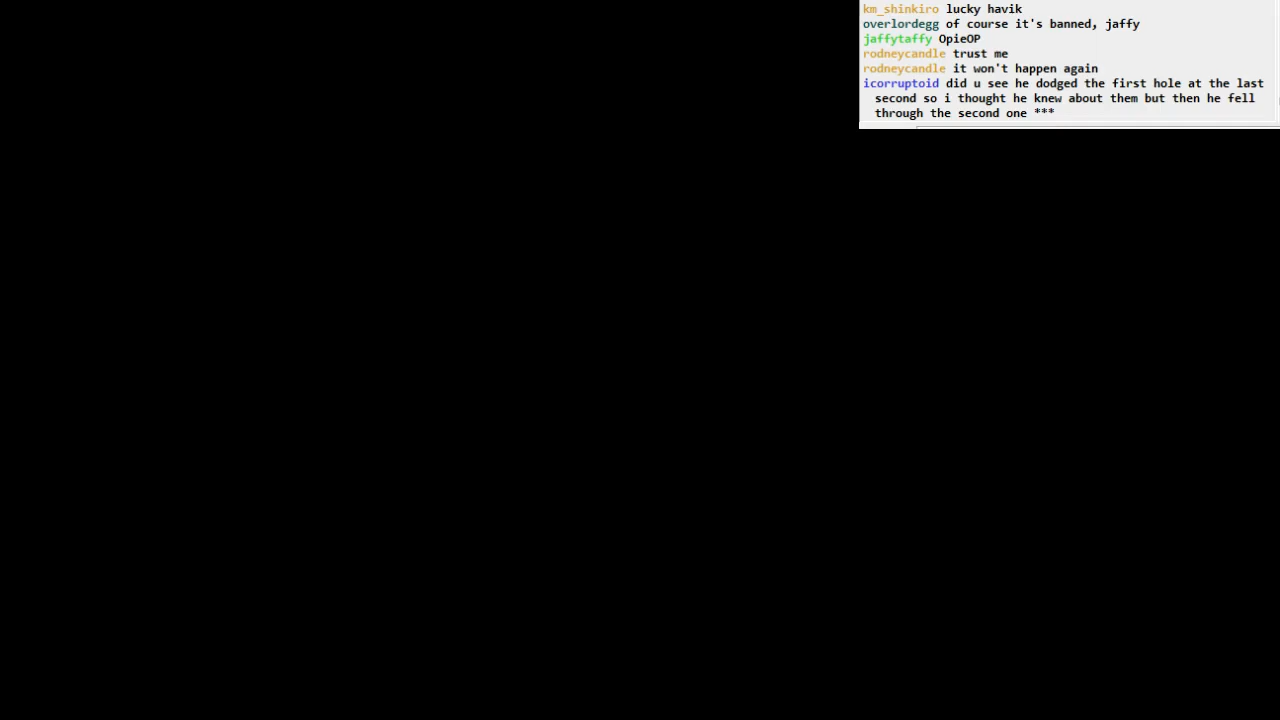 km_shinkiro lucky havik
overlordegg of course it's banned, jaffy
jaffytaffy OpieOP
rodneycandle trust me
rodneycandle it won't happen again
icorruptoid did u see he dodged the first hole at the last
second so i thought he knew about them but then he fell
through the second one ***